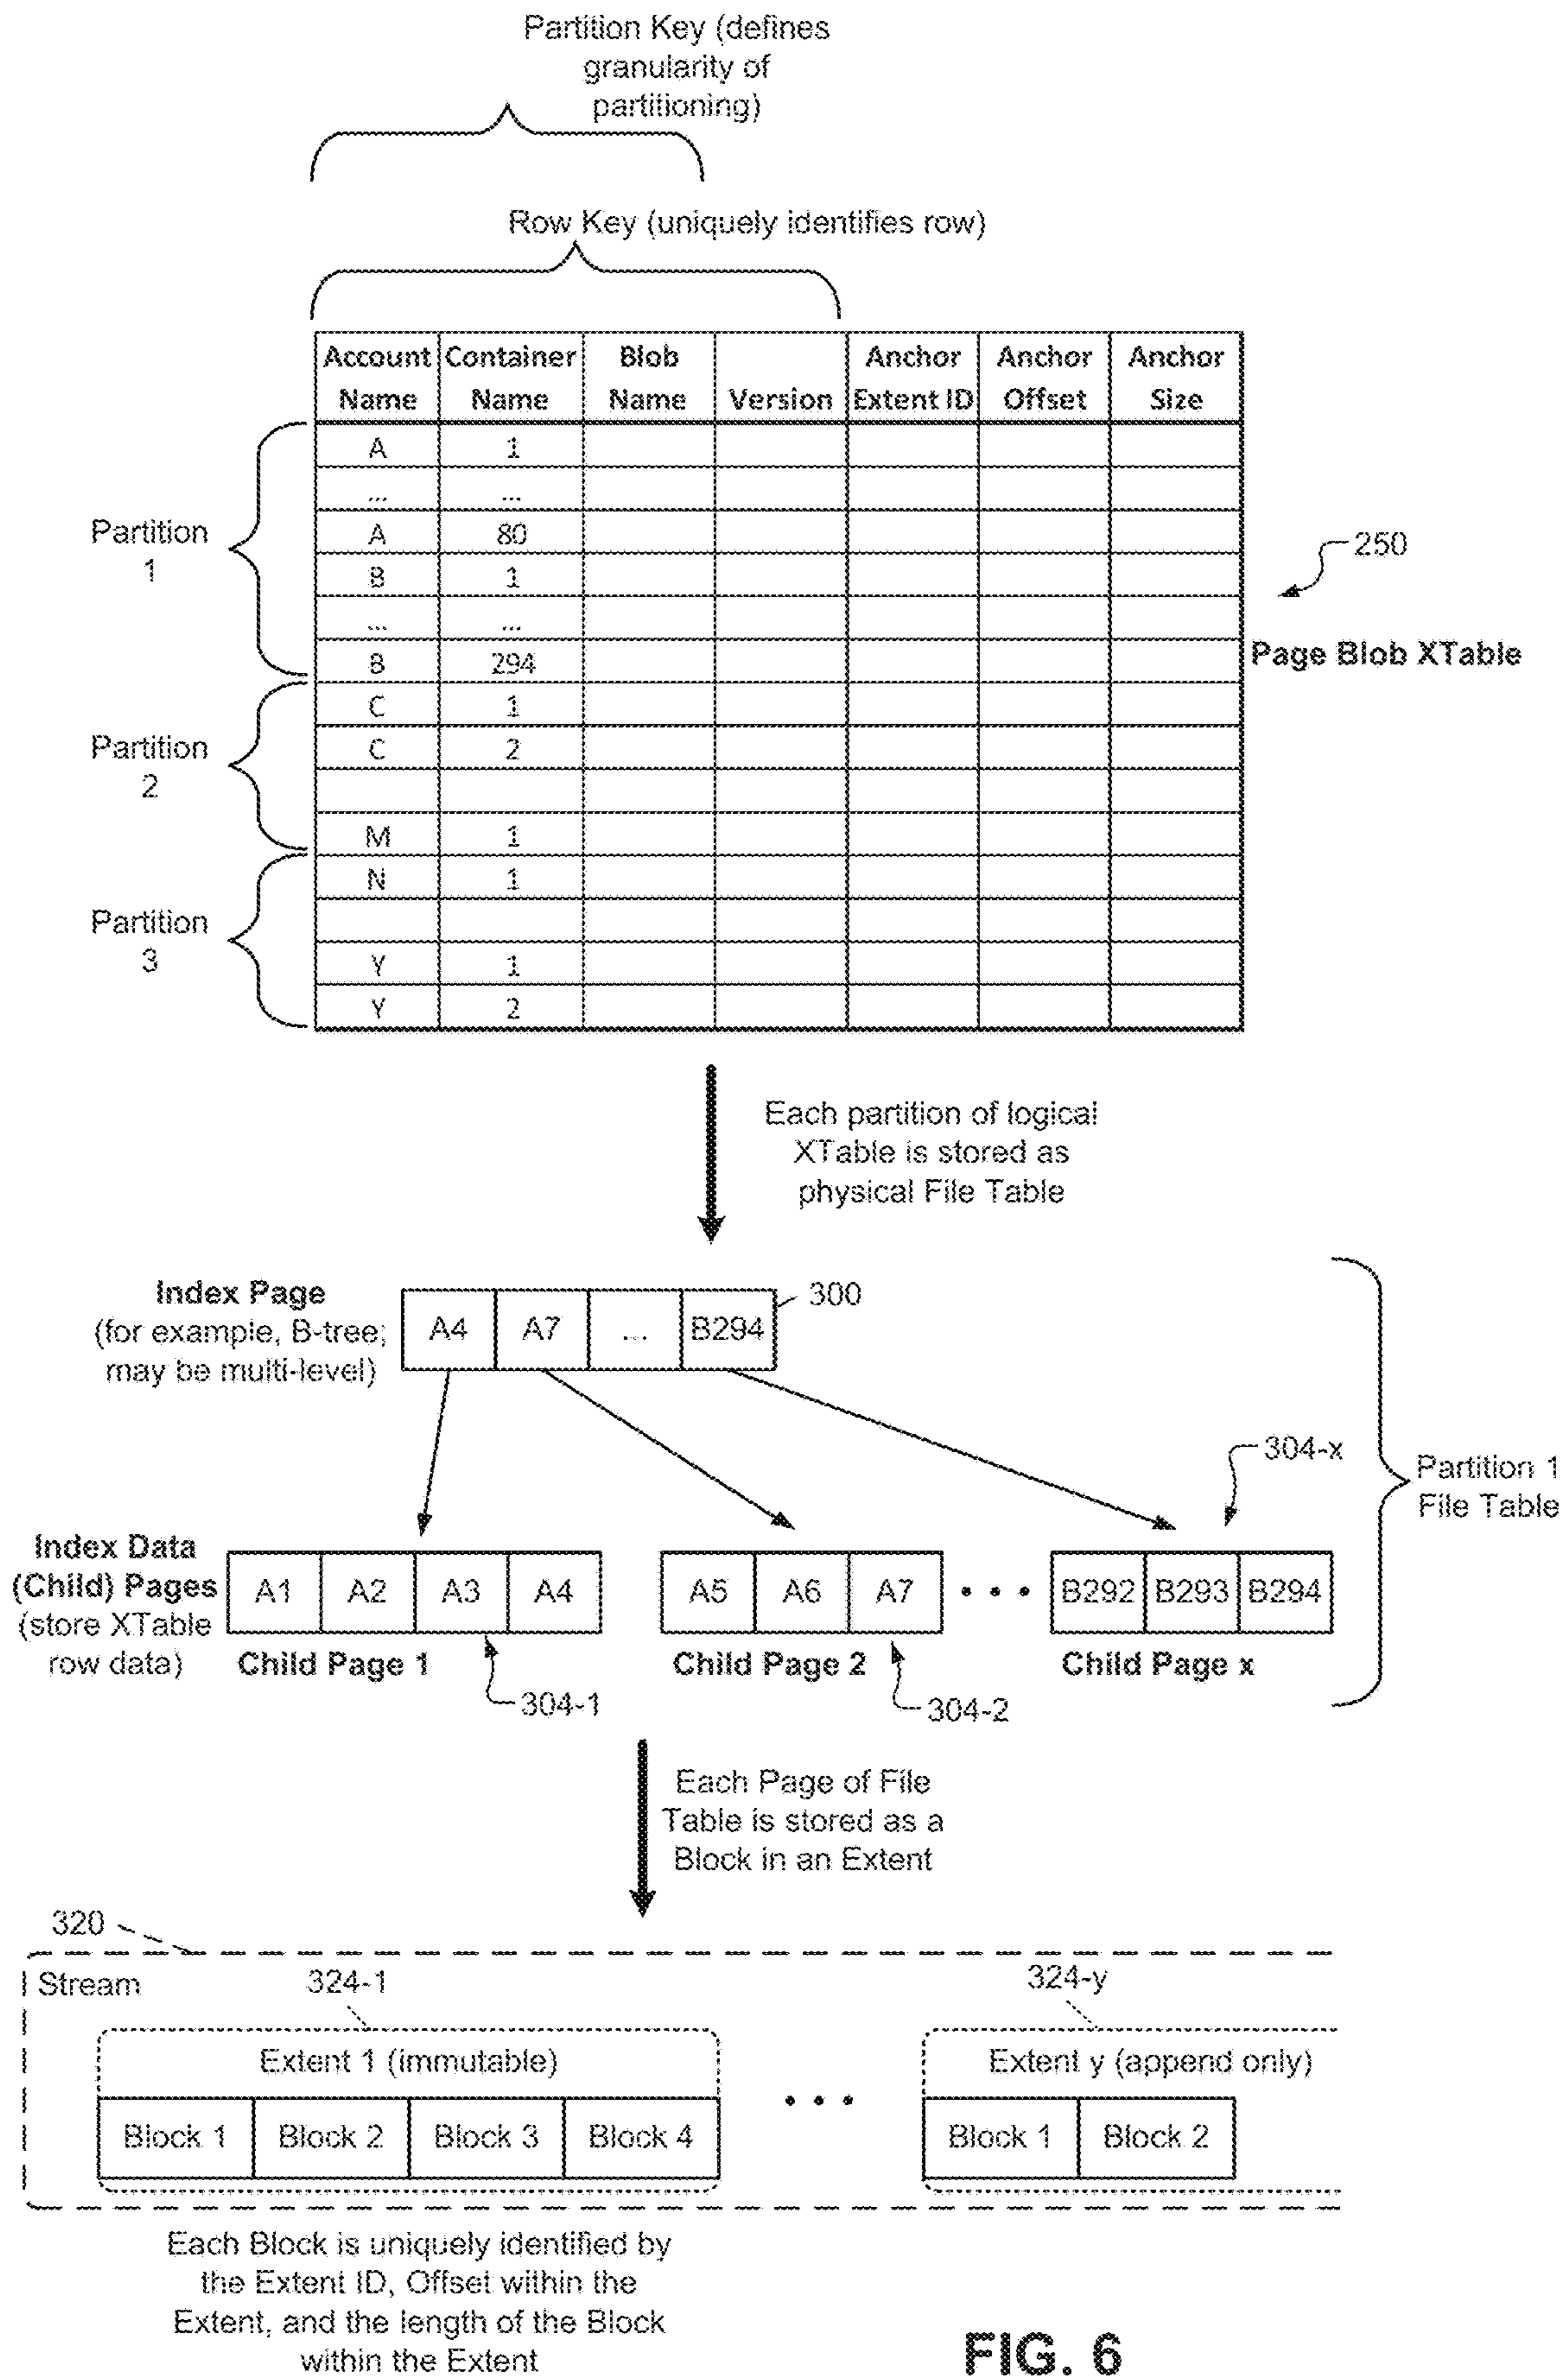 Partition Key (defines
granularity of
partitioning)
Row Key (uniquely identifies row)
Account Container Blob Anchor Anchor Anchor
Name Name Name Version Extent ID Offset Size
A 1
... ...
Partition
1
A 80
B 1
250
... ...
B 294
Page Blob XTable
C 1
Partition
2
C 2
M 1
N 1
Partition
3
Y 1
Y 2
Each partition of logical
XTable is stored as
physical File Table
Index Page
(for example, B-tree;
may be multi-level)
A4 A7 ... B294
300
304-x
Partition 1
File Table
Index Data
(Child) Pages
(store XTable
row data)
A1 A2 A3 A4
A5 A6 A7 • • • B292 B293 B294
Child Page 1
Child Page 2
Child Page x
304-1
304-2
Each Page of File
Table is stored as a
Block in an Extent
320
Stream
324-1
324-y
Extent 1 (immutable)
Extent y (append only)
Block 1 Block 2 Block 3 Block 4
• • •
Block 1 Block 2
Each Block is uniquely identified by
the Extent ID, Offset within the
Extent, and the length of the Block
within the Extent
FIG. 6